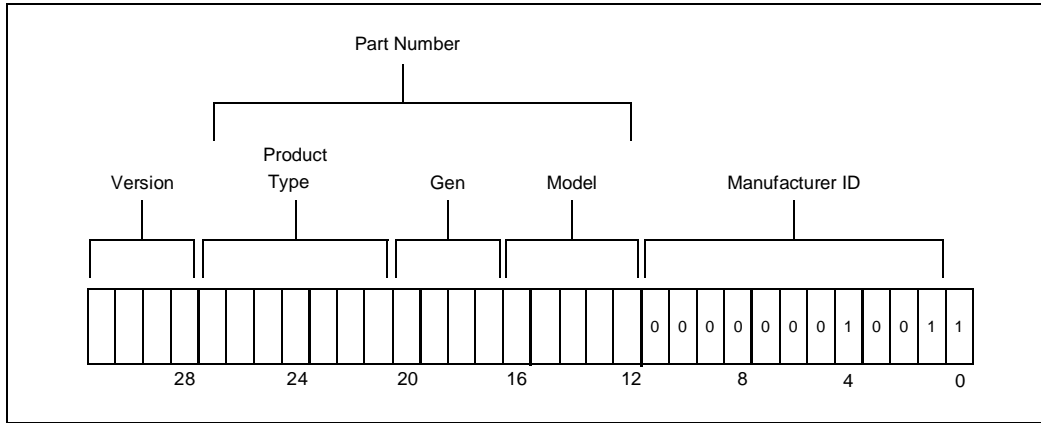 Part Number
Product
Version Type Gen Model Manufacturer ID
0 0 0 0 0 0 0 1 0 0 1 1
28 24 20 16 12 8 4 0